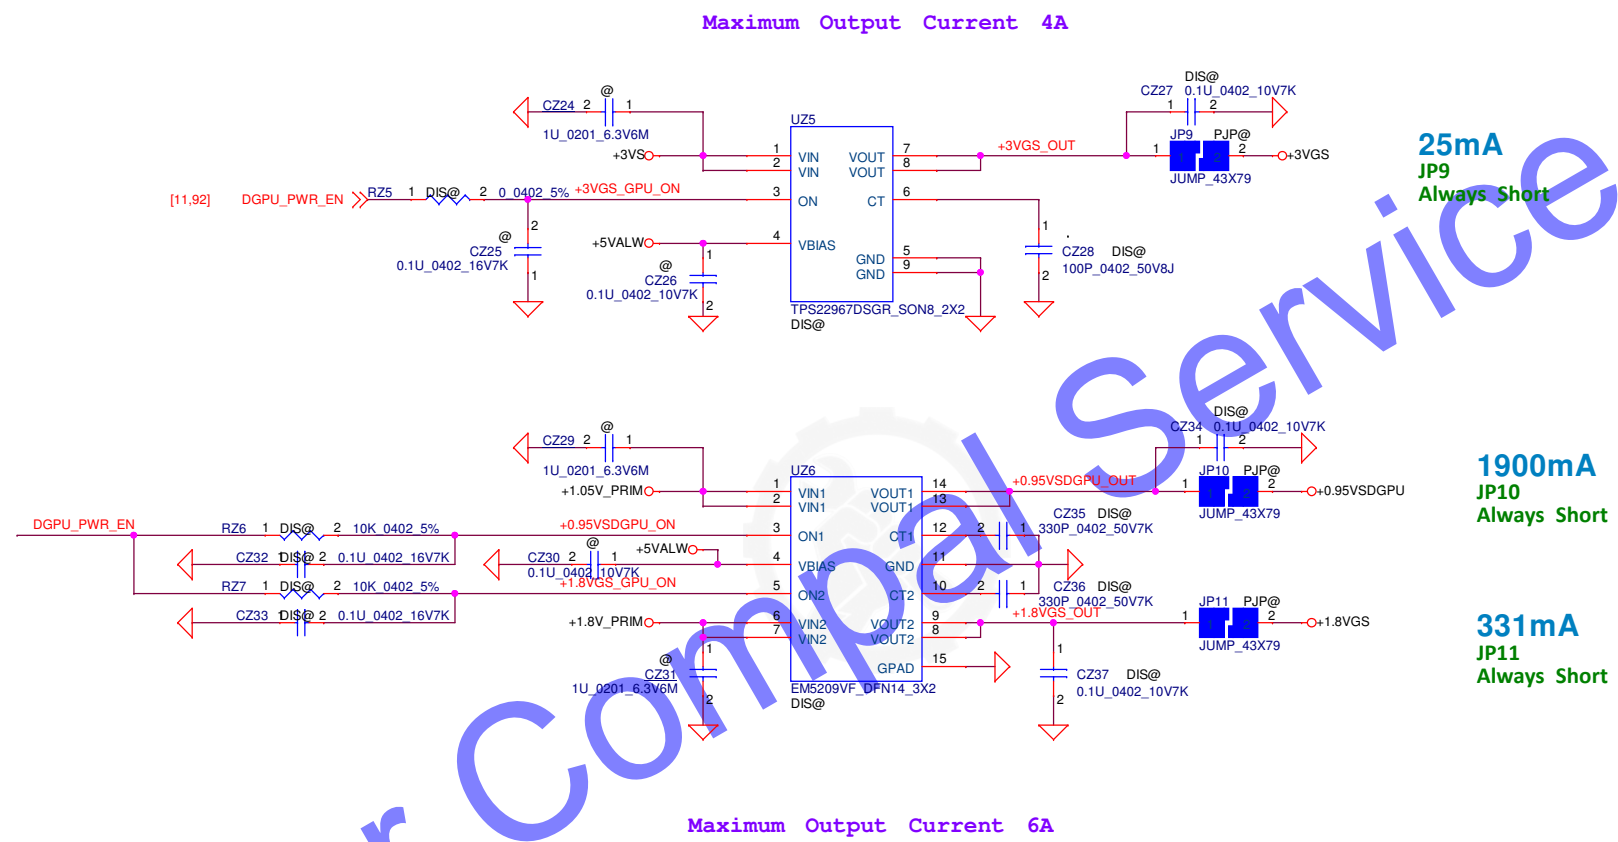 Maximum Output Current 4A
DIS@
CZ27 0.1U_0402_10V7K
1 2
@
CZ24 2 1
1U_0201_6.3V6M
UZ5
JP9 PJP@
+3VS
1 VIN
2 VIN
VOUT 7
VOUT 8
+3VGS_OUT
1 1 2 2
+3VGS
JUMP_43X79
25mA
JP9
Always Short
[11,92] DGPU_PWR_EN
RZ5 1 DIS@ 2 0_0402_5%
+3VGS_GPU_ON
3 ON
CT 6
@
CZ25
0.1U_0402_16V7K
2
1
+5VALW
4 VBIAS
@
CZ26
0.1U_0402_10V7K
1
2
GND 5
GND 9
1
CZ28 DIS@
100P_0402_50V8J
2
TPS22967DSGR_SON8_2X2
DIS@
DIS@
CZ34 0.1U_0402_10V7K
1 2
@
CZ29 2 1
1U_0201_6.3V6M
UZ6
JP10 PJP@
+1.05V_PRIM
1 VIN1
2 VIN1
VOUT1 14
VOUT1 13
+0.95VSDGPU_OUT
1 1 2 2
+0.95VSDGPU
JUMP_43X79
1900mA
JP10
Always Short
DGPU_PWR_EN
RZ6 1 DIS@ 2 10K_0402_5%
+0.95VSDGPU_ON
3 ON1
CT1 12
2 1
CZ35 DIS@
330P_0402_50V7K
CZ32 1 DIS@ 2 0.1U_0402_16V7K
@
CZ30 2 1
0.1U_0402_10V7K
+5VALW
4 VBIAS
GND 11
RZ7 1 DIS@ 2 10K_0402_5%
+1.8VGS_GPU_ON
5 ON2
CT2 10
2 1
CZ36 DIS@
330P_0402_50V7K
CZ33 1 DIS@ 2 0.1U_0402_16V7K
+1.8V_PRIM
6 VIN2
7 VIN2
VOUT2 9
VOUT2 8
+1.8VGS_OUT
JP11 PJP@
1 1 2 2
+1.8VGS
JUMP_43X79
331mA
JP11
Always Short
@
CZ31
1U_0201_6.3V6M
1
2
GPAD 15
1
CZ37 DIS@
0.1U_0402_10V7K
2
EM5209VF_DFN14_3X2
DIS@
Maximum Output Current 6A
r Compal Service